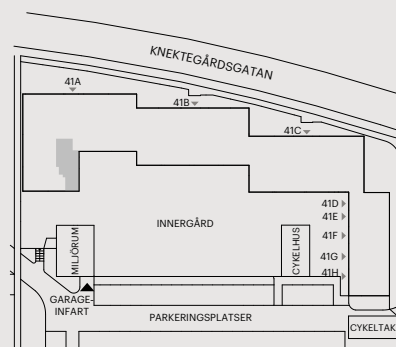 KNEKTEGÅRDSGATAN
41A
41B
41C
41D
41E
INNERGÅRD
41F
MILJÖRUM
CYKELHUS
41G
41H
GARAGE-
INFART
PARKERINGSPLATSER
CYKELTAK